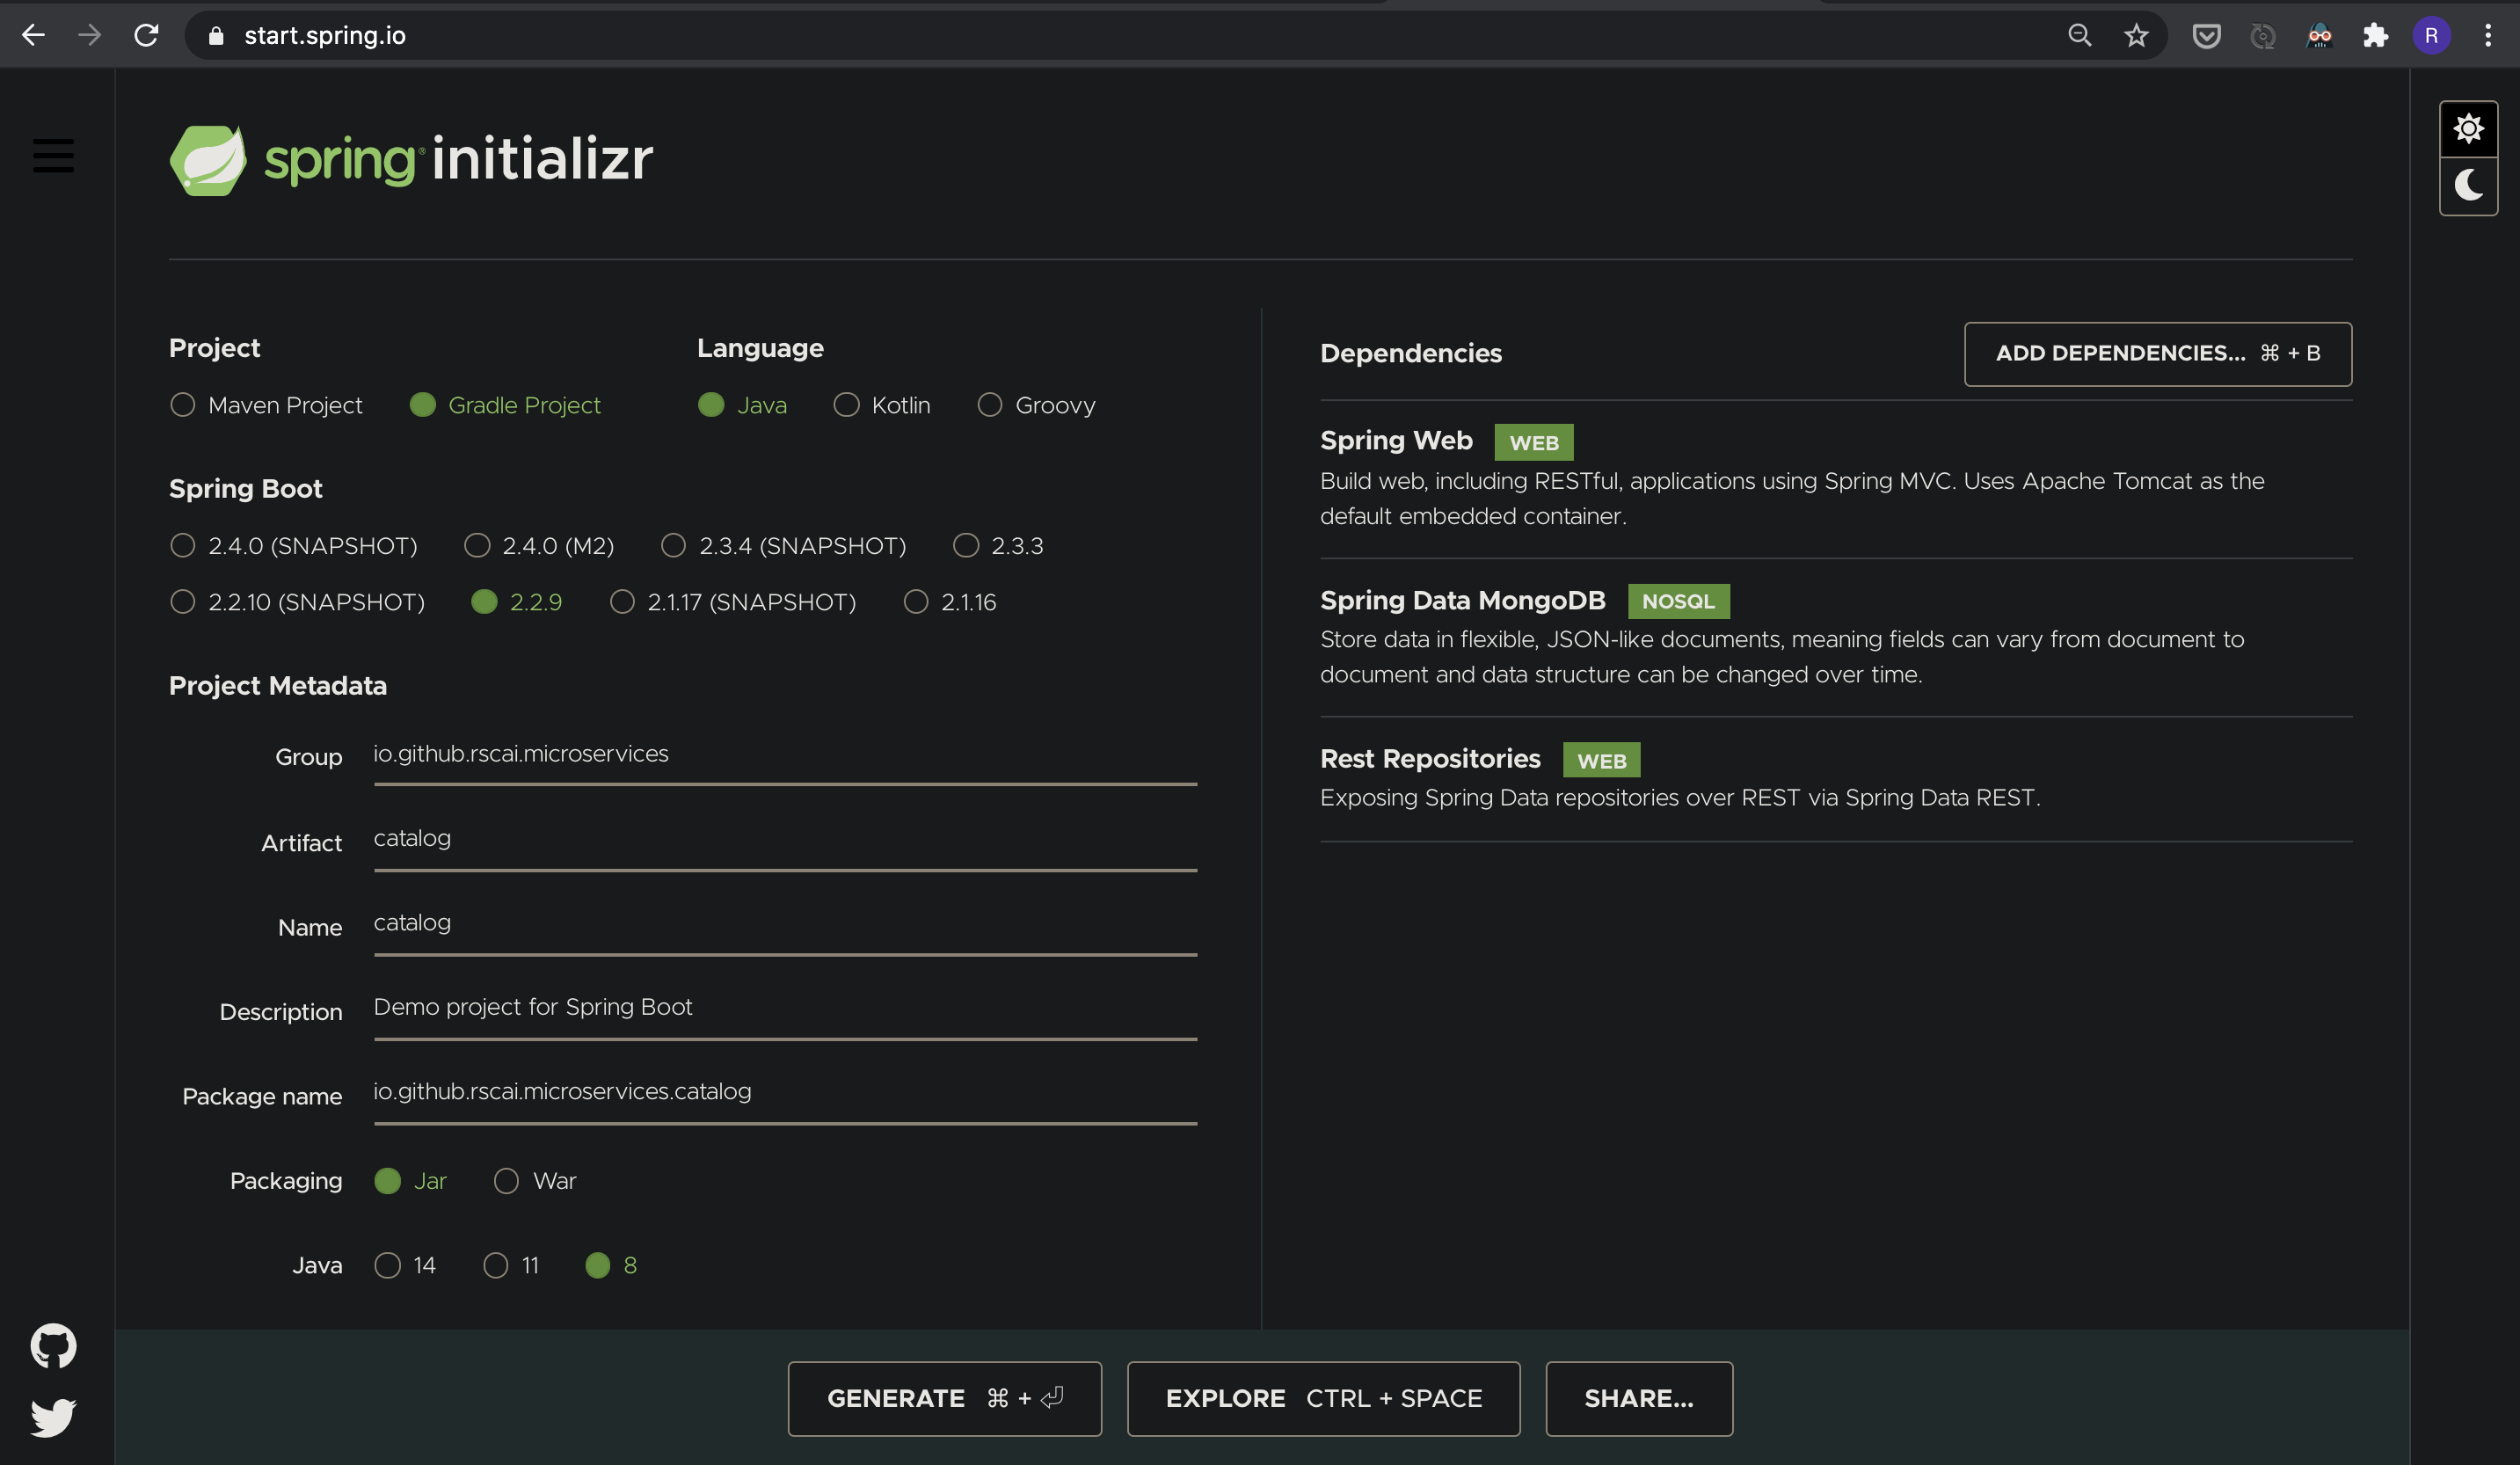 start.spring.io
R
spring® initializr
Project
Maven Project Gradle Project
Language
Java Kotlin Groovy
Spring Boot
2.4.0 (SNAPSHOT) 2.4.0 (M2) 2.3.4 (SNAPSHOT) 2.3.3
2.2.10 (SNAPSHOT) 2.2.9 2.1.17 (SNAPSHOT) 2.1.16
Project Metadata
Group io.github.rscai.microservices
Artifact catalog
Name catalog
Description Demo project for Spring Boot
Package name io.github.rscai.microservices.catalog
Packaging Jar War
Java 14 11 8
Dependencies
ADD DEPENDENCIES... ⌘ + B
Spring Web WEB
Build web, including RESTful, applications using Spring MVC. Uses Apache Tomcat as the
default embedded container.
Spring Data MongoDB NOSQL
Store data in flexible, JSON-like documents, meaning fields can vary from document to
document and data structure can be changed over time.
Rest Repositories WEB
Exposing Spring Data repositories over REST via Spring Data REST.
GENERATE ⌘ + ⏎
EXPLORE CTRL + SPACE
SHARE...